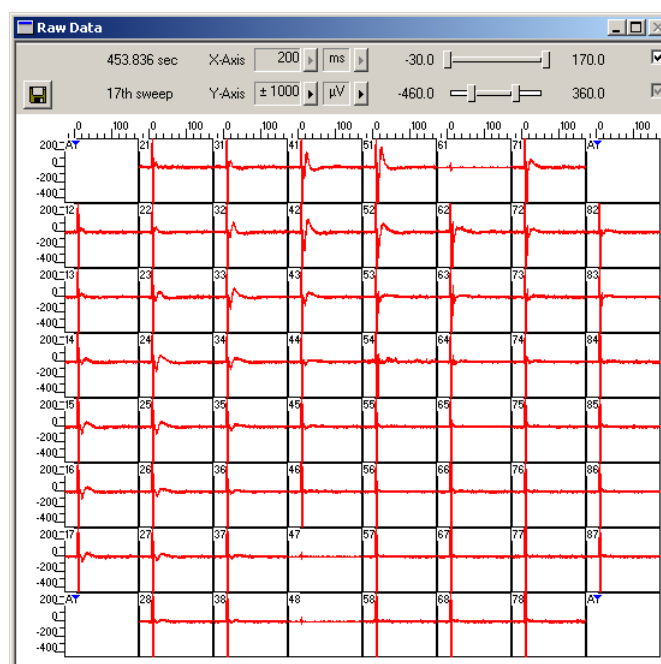 Raw Data
453.836 sec X-Axis 200 ms -30.0 170.0
17th sweep Y-Axis ± 1000 µV -460.0 360.0
0 100 0 100 0 100 0 100 0 100 0 100 0 100 0 100
200 0 -200 -400 AT 21 31 41 51 61 71 AT
200 0 -200 -400 12 22 32 42 52 62 72 82
200 0 -200 -400 13 23 33 43 53 63 73 83
200 0 -200 -400 14 24 34 44 54 64 74 84
200 0 -200 -400 15 25 35 45 55 65 75 85
200 0 -200 -400 16 26 36 46 56 66 76 86
200 0 -200 -400 17 27 37 47 57 67 77 87
200 0 -200 -400 AT 28 38 48 58 68 78 AT